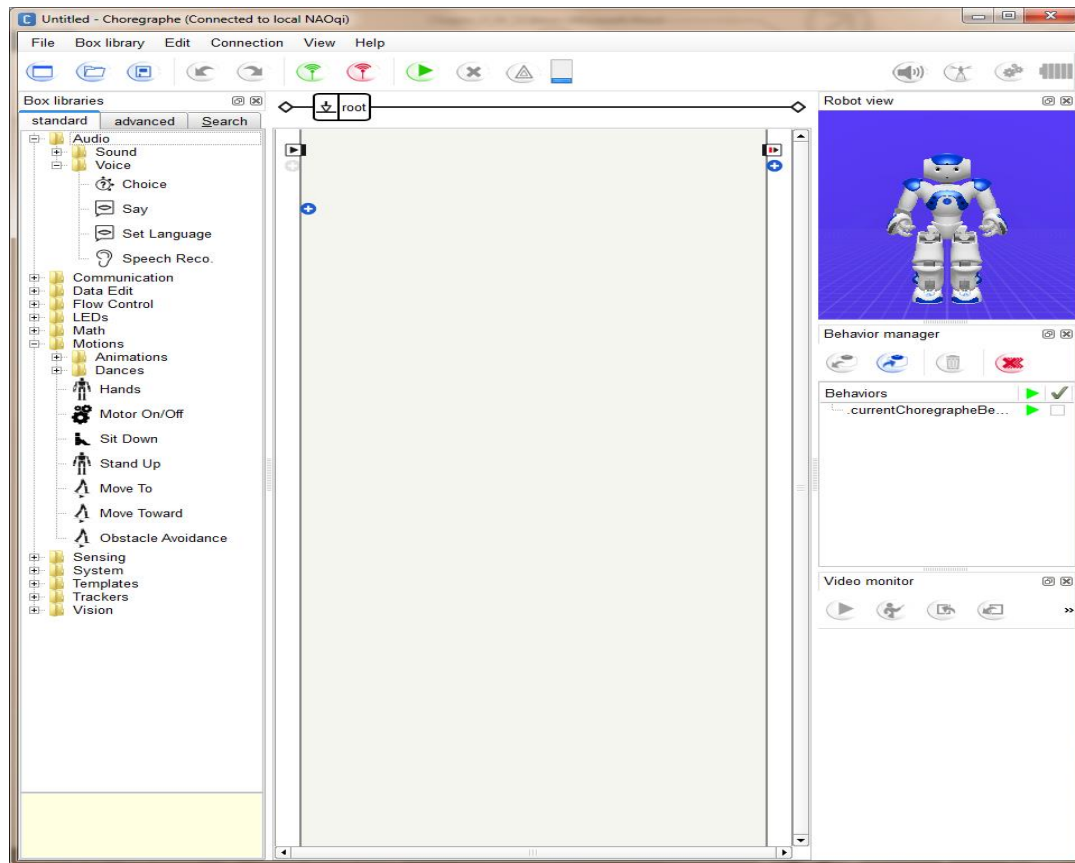 Untitled - Choregraphe (Connected to local NAOqi)
File Box library Edit Connection View Help
Box libraries
standard advanced Search
Audio
Sound
Voice
Choice
Say
Set Language
Speech Reco.
Communication
Data Edit
Flow Control
LEDs
Math
Motions
Animations
Dances
Hands
Motor On/Off
Sit Down
Stand Up
Move To
Move Toward
Obstacle Avoidance
Sensing
System
Templates
Trackers
Vision
root
Robot view
Behavior manager
Behaviors
.currentChoregrapheBe...
Video monitor